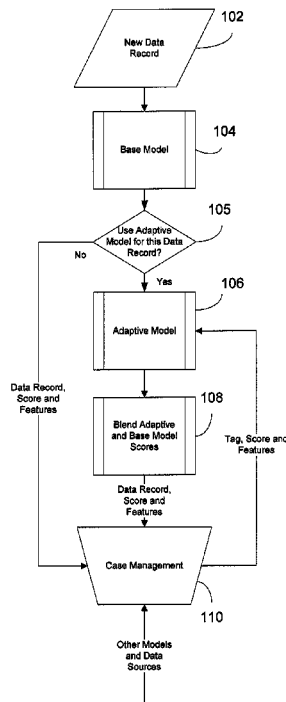 102
New Data
Record
104
Base Model
105
Use Adaptive
Model for this Data
Record?
No
Yes
106
Adaptive Model
Data Record,
Score and
Features
108
Blend Adaptive
and Base Model
Scores
Tag, Score and
Features
Data Record,
Score and
Features
Case Management
110
Other Models
and Data
Sources